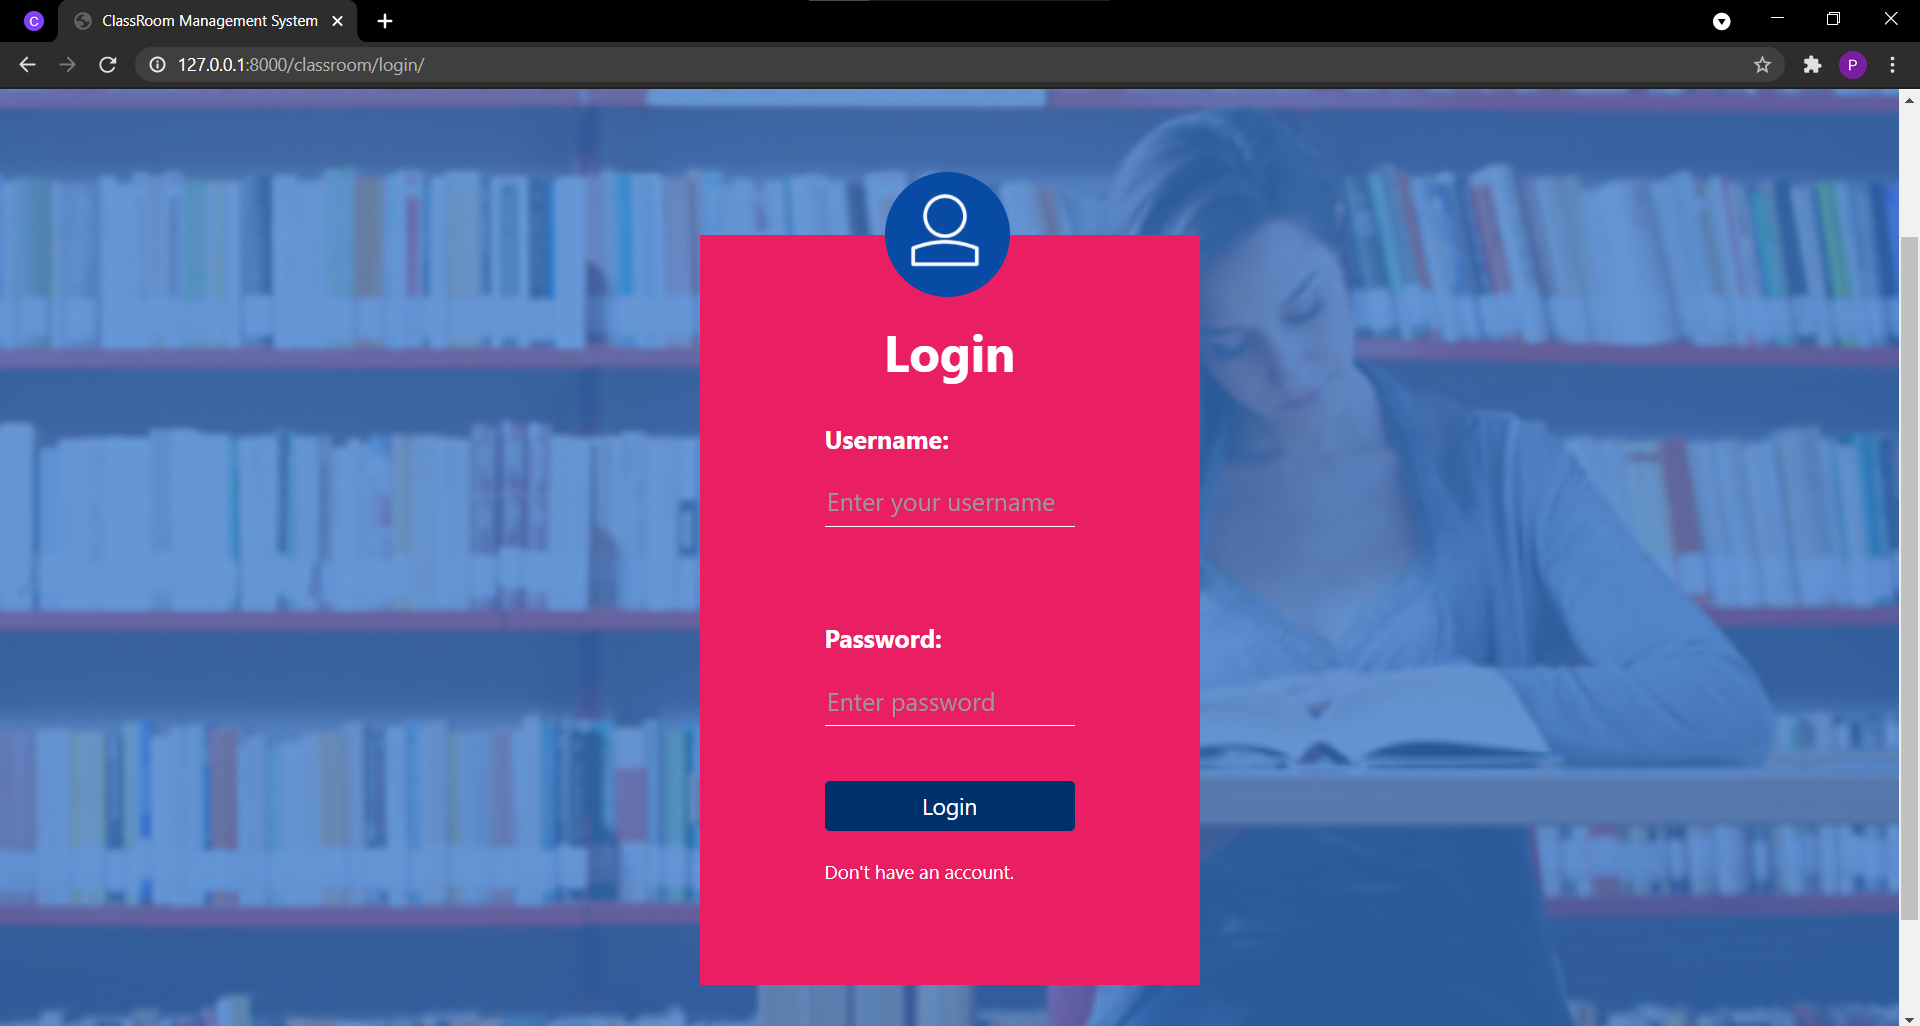 C
ClassRoom Management System
127.0.0.1:8000/classroom/login/
P
Login
Username:
Enter your username
Password:
Enter password
Login
Don't have an account.